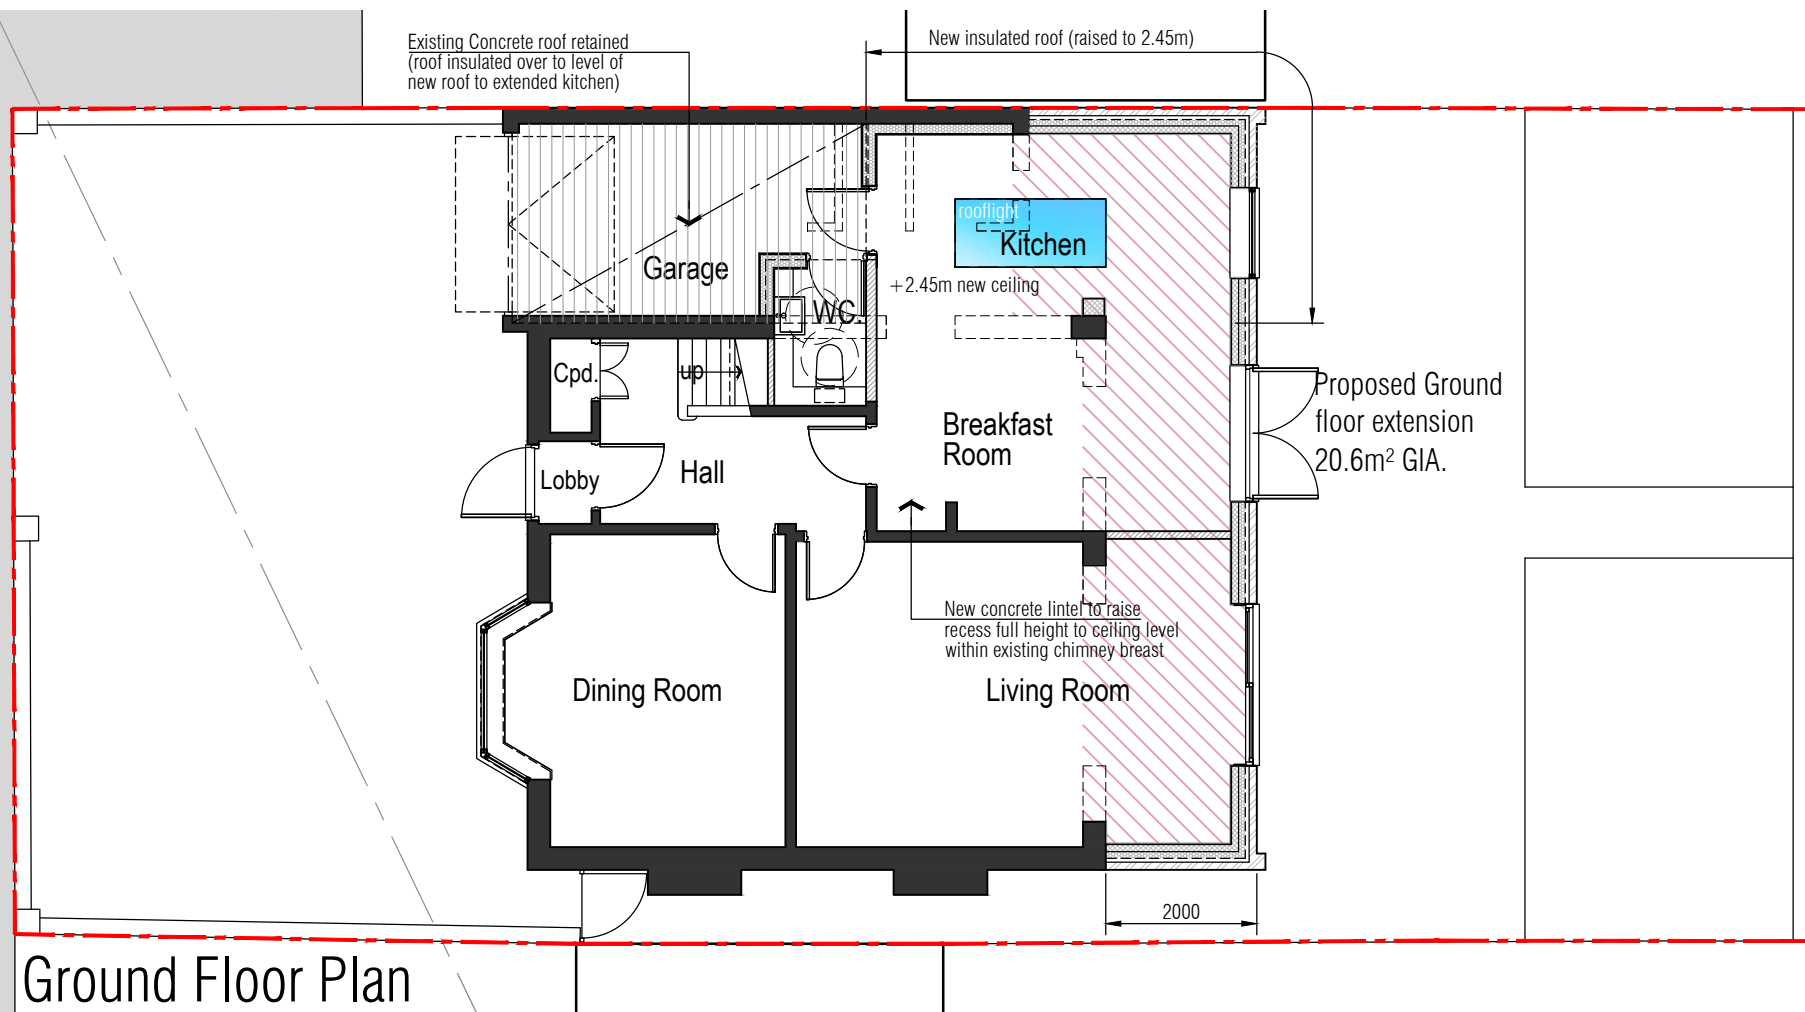 Existing Concrete roof retained
(roof insulated over to level of
new roof to extended kitchen)
New insulated roof (raised to 2.45m)
rooflight
Kitchen
Garage
+2.45m new ceiling
WC.
Cpd.
up
Proposed Ground
floor extension
20.6m² GIA.
Breakfast
Room
Hall
Lobby
New concrete lintel to raise
recess full height to ceiling level
within existing chimney breast
Dining Room
Living Room
2000
Ground Floor Plan